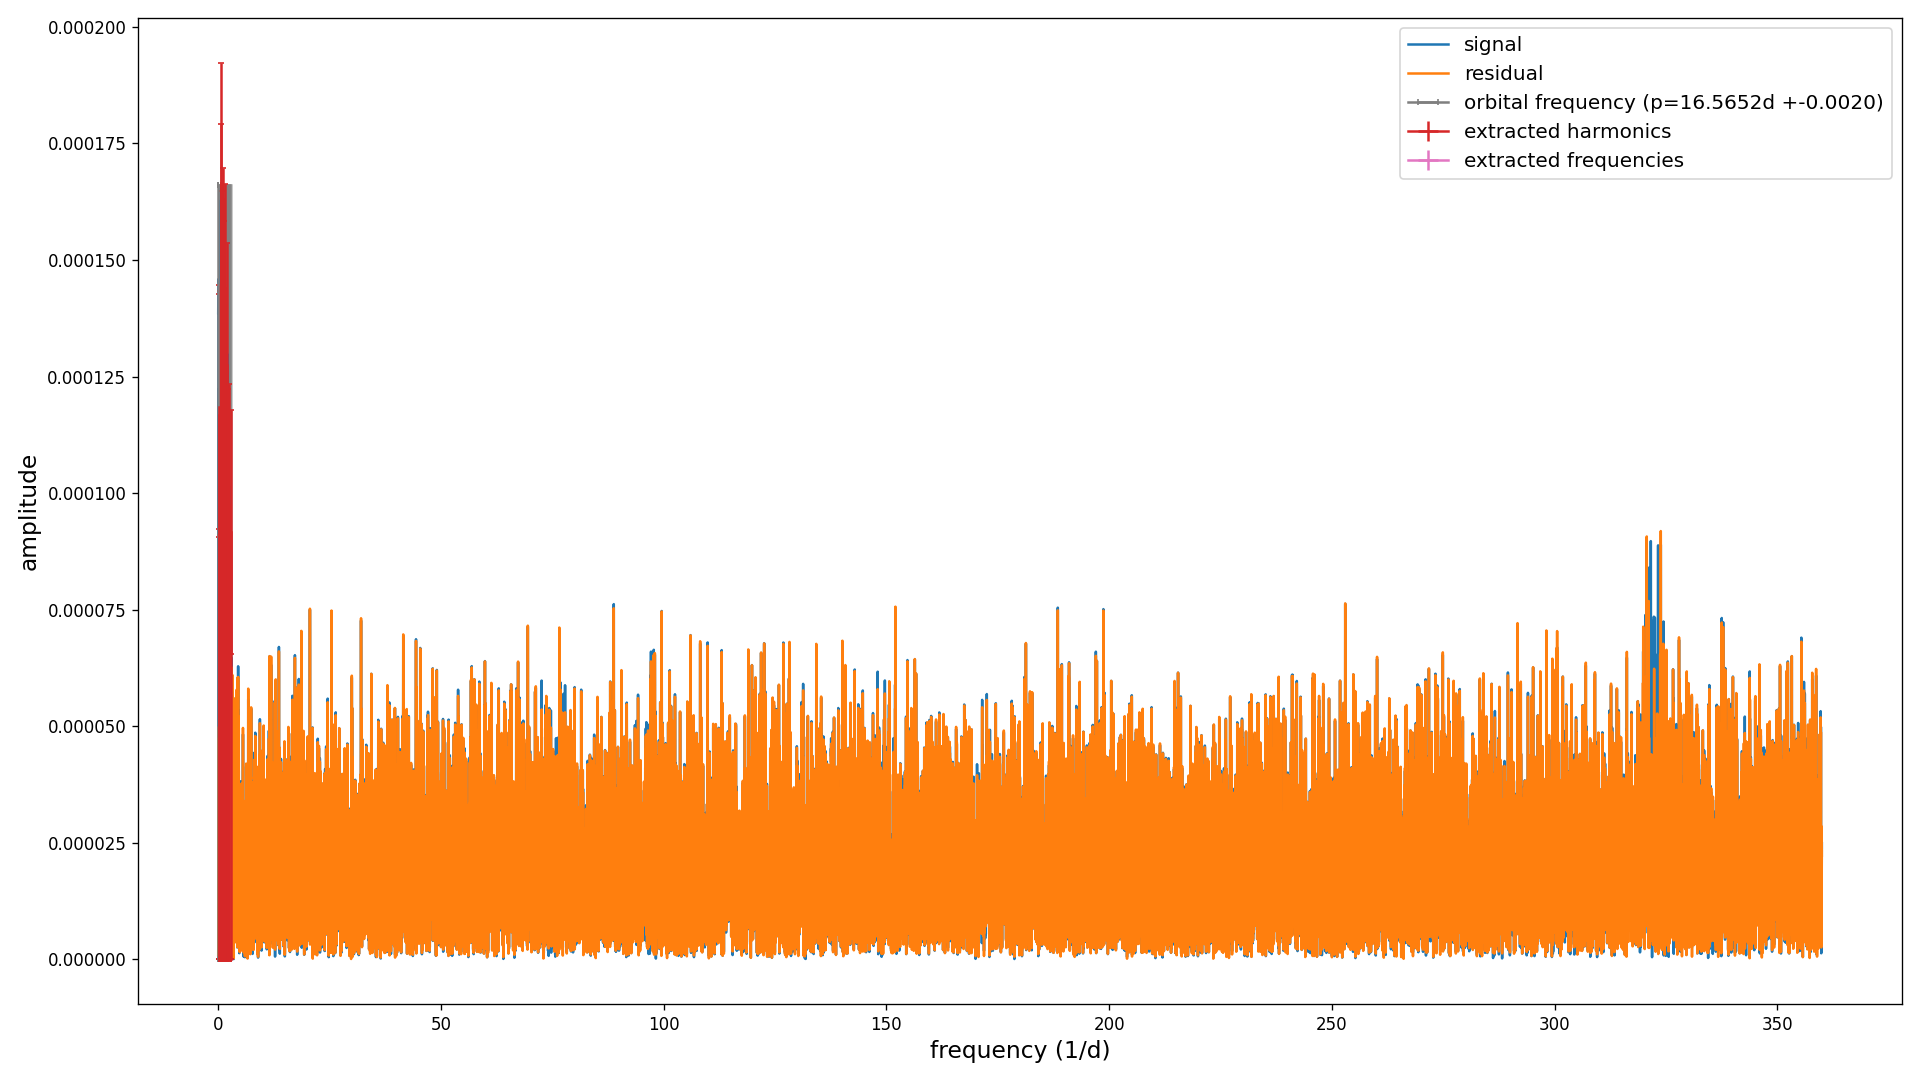 0.000200
0.000175
0.000150
0.000125
0.000100
0.000075
0.000050
0.000025
0.000000
amplitude
signal
residual
orbital frequency (p=16.5652d +-0.0020)
extracted harmonics
extracted frequencies
0 50 100 150 200 250 300 350
frequency (1/d)